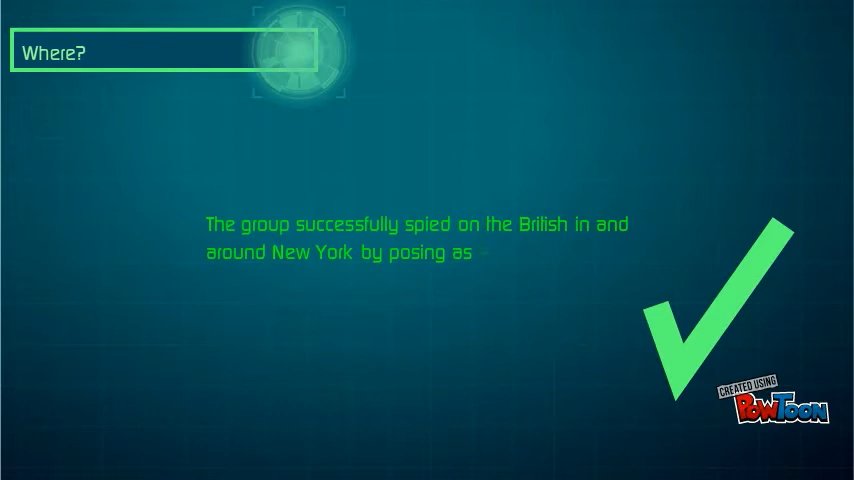 Where?
The group successfully spied on the British in and
around New York by posing as
CREATED USING
POWTOON